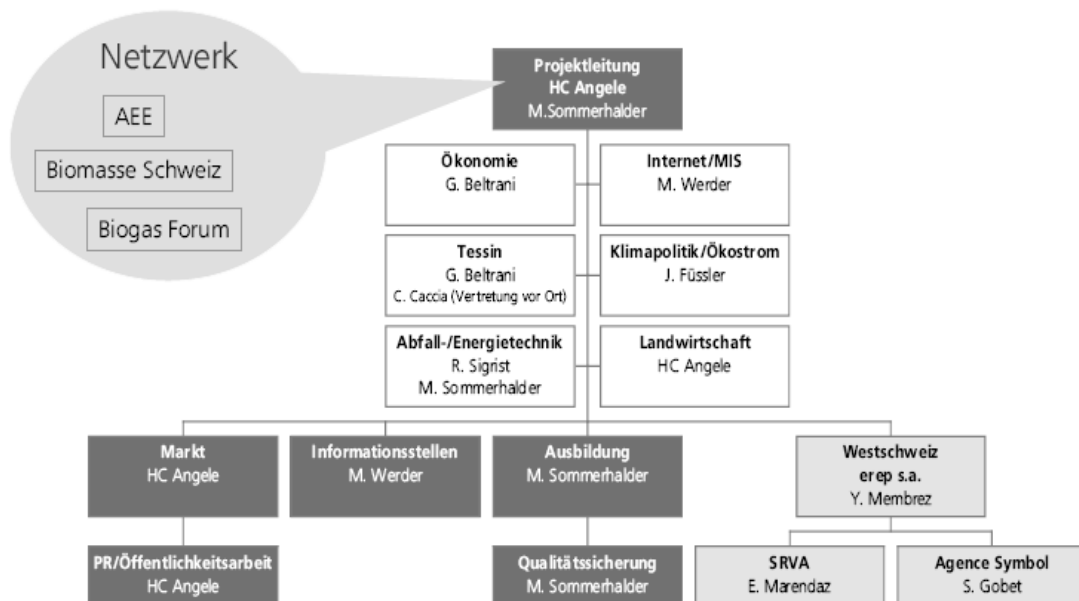 Netzwerk
AEE
Biomasse Schweiz
Biogas Forum
Projektleitung
HC Angele
M.Sommerhalder
Ökonomie
G. Beltrani
Internet/MIS
M. Werder
Tessin
G. Beltrani
C. Caccia (Vertretung vor Ort)
Klimapolitik/Ökostrom
J. Füssler
Abfall-/Energietechnik
R. Sigrist
M. Sommerhalder
Landwirtschaft
HC Angele
Markt
HC Angele
Informationsstellen
M. Werder
Ausbildung
M. Sommerhalder
Westschweiz
erep s.a.
Y. Membrez
PR/Öffentlichkeitsarbeit
HC Angele
Qualitätssicherung
M. Sommerhalder
SRVA
E. Marendaz
Agence Symbol
S. Gobet